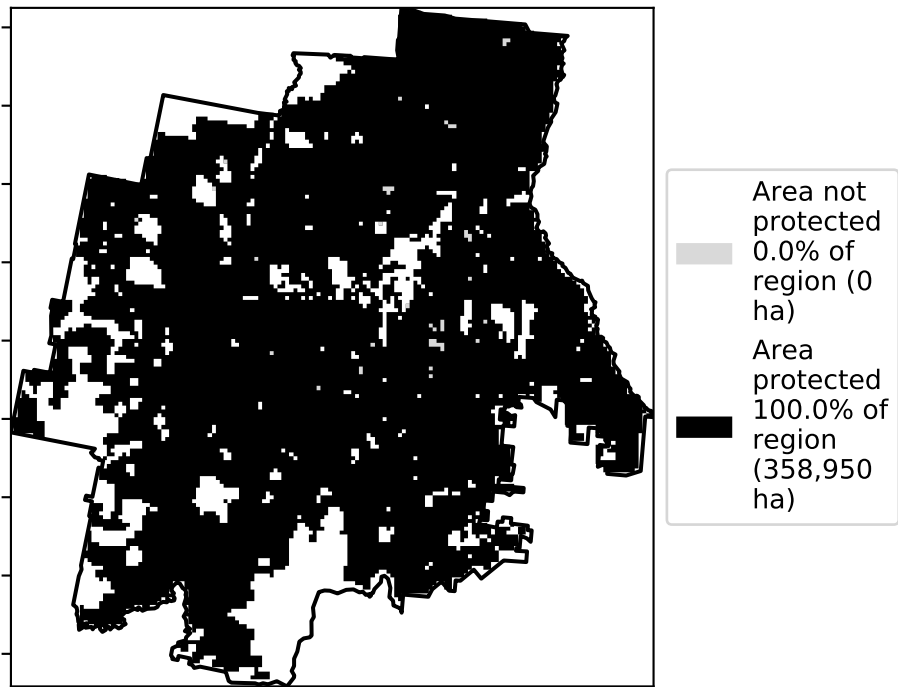 Area not
protected
0.0% of
region (0
ha)
Area
protected
100.0% of
region
(358,950
ha)